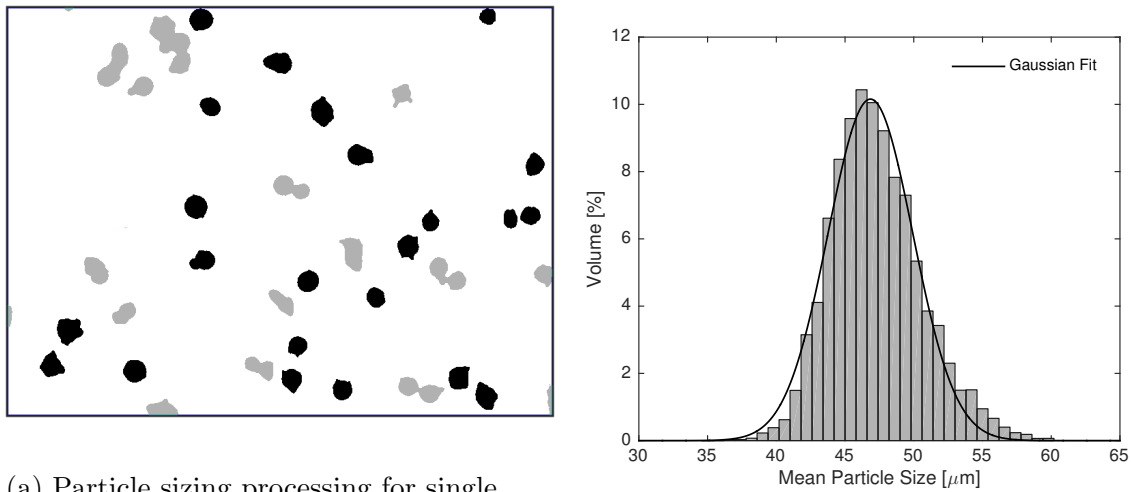 12
10
8
6
4
2
0
Volume [%]
Gaussian Fit
30 35 40 45 50 55 60 65
Mean Particle Size [μm]
(a) Particle sizing processing for single